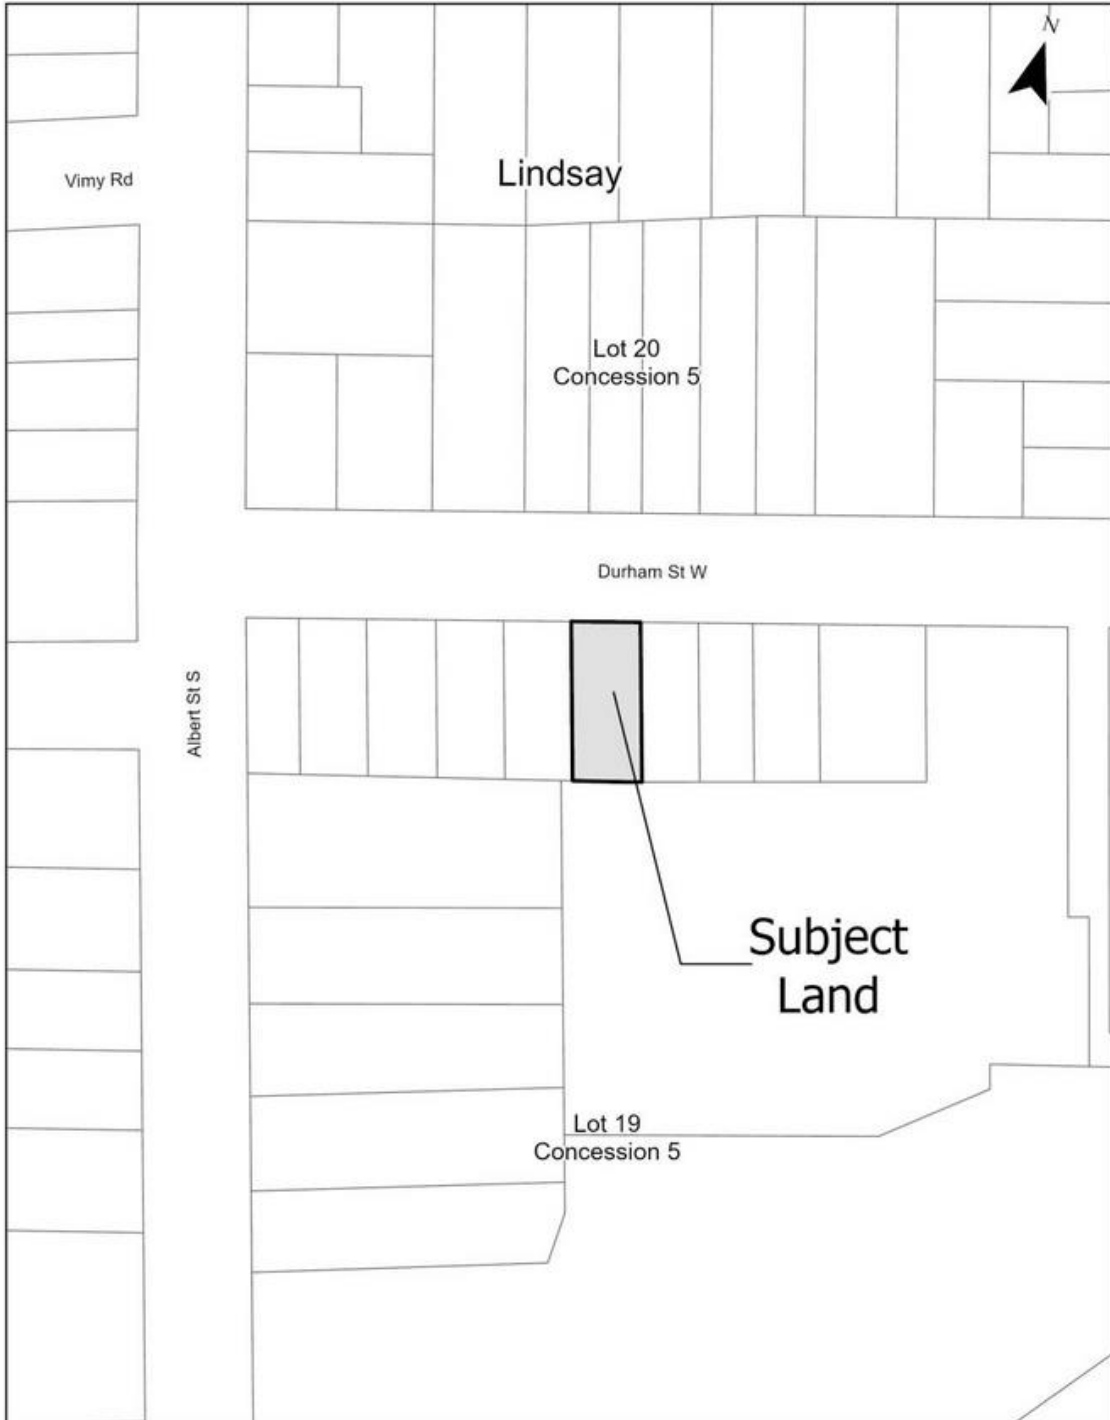 N
Vimy Rd
Lindsay
Lot 20
Concession 5
Durham St W
Albert St S
Subject
Land
Lot 19
Concession 5